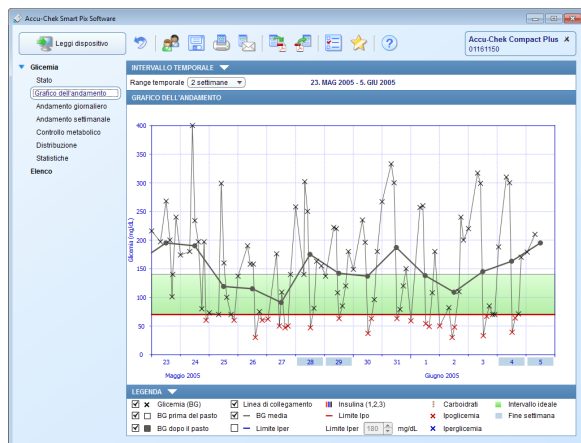 Accu-Chek Smart Pix Software
Leggi dispositivo
Accu-Chek Compact Plus
01161150
Glicemia
Stato
Grafico dell'andamento
Andamento giornaliero
Andamento settimanale
Controllo metabolico
Distribuzione
Statistiche
Elenco
INTERVALLO TEMPORALE
Range temporale 2 settimane 23. MAG 2005 - 5. GIU 2005
GRAFICO DELL'ANDAMENTO
Glicemia (mg/dL)
400
350
300
250
200
150
100
50
0
23 24 25 26 27 28 29 30 31 1 2 3 4 5
Maggio 2005 Giugno 2005
LEGENDA
Glicemia (BG) Linea di collegamento Insulina (1,2,3) Carboidrati Intervallo ideale
BG prima del pasto BG media Limite Ipo Ipoglicemia Fine settimana
BG dopo il pasto Limite Iper Limite Iper 180 mg/dL Iperglicemia